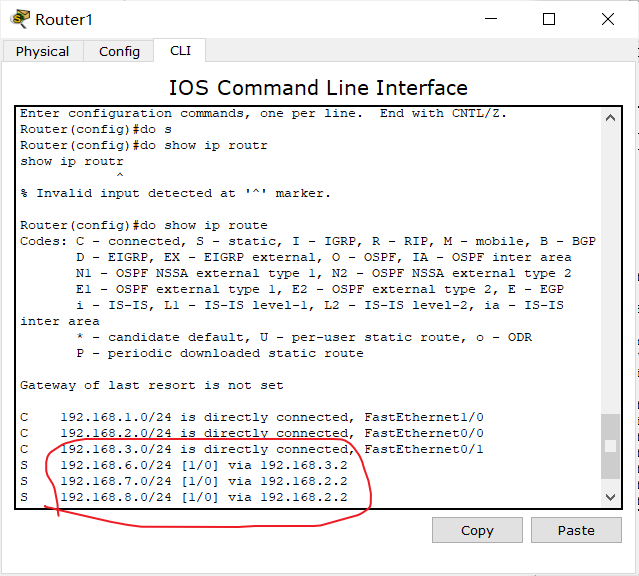 Router1
Physical Config CLI
IOS Command Line Interface
Enter configuration commands, one per line.  End with CNTL/Z.
Router(config)#do s
Router(config)#do show ip routr
show ip routr
            ^
% Invalid input detected at '^' marker.

Router(config)#do show ip route
Codes: C - connected, S - static, I - IGRP, R - RIP, M - mobile, B - BGP
       D - EIGRP, EX - EIGRP external, O - OSPF, IA - OSPF inter area
       N1 - OSPF NSSA external type 1, N2 - OSPF NSSA external type 2
       E1 - OSPF external type 1, E2 - OSPF external type 2, E - EGP
       i - IS-IS, L1 - IS-IS level-1, L2 - IS-IS level-2, ia - IS-IS
inter area
       * - candidate default, U - per-user static route, o - ODR
       P - periodic downloaded static route

Gateway of last resort is not set

C    192.168.1.0/24 is directly connected, FastEthernet1/0
C    192.168.2.0/24 is directly connected, FastEthernet0/0
C    192.168.3.0/24 is directly connected, FastEthernet0/1
S    192.168.6.0/24 [1/0] via 192.168.3.2
S    192.168.7.0/24 [1/0] via 192.168.2.2
S    192.168.8.0/24 [1/0] via 192.168.2.2
Copy Paste